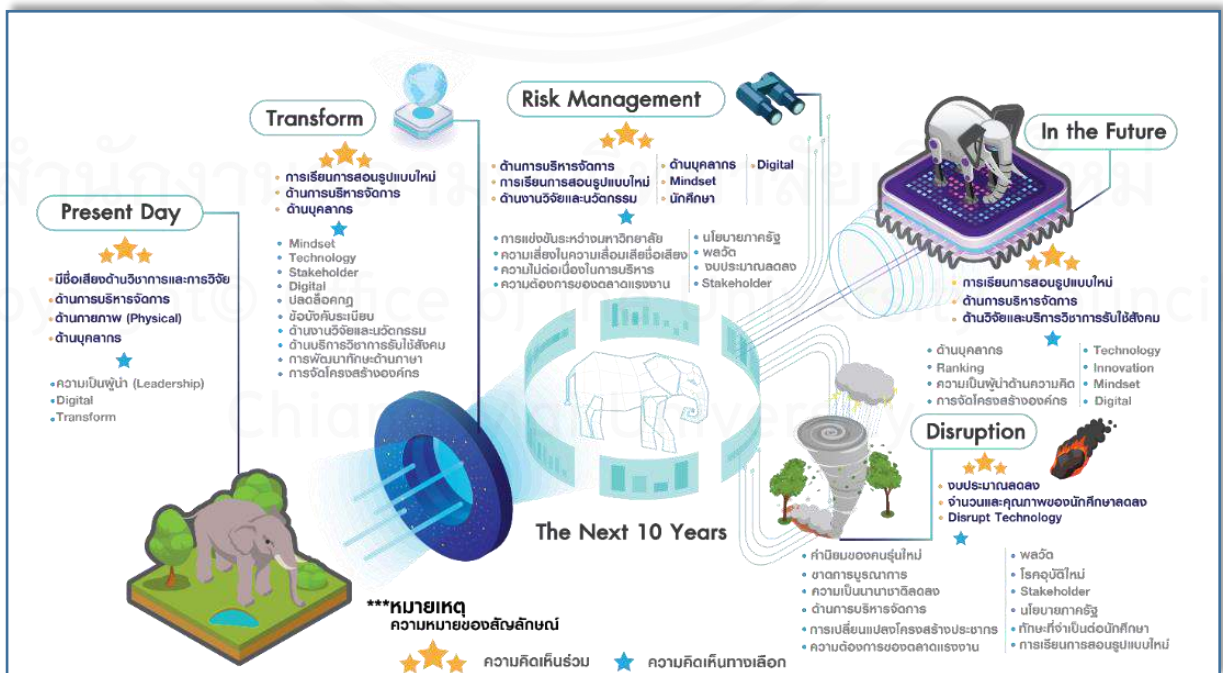 Present Day
มีชื่อเสียงด้านวิชาการและการวิจัย
ด้านการบริหารจัดการ
ด้านกายภาพ (Physical)
ด้านบุคลากร
ความเป็นผู้นำ (Leadership)
Digital
Transform
Transform
การเรียนการสอนรูปแบบใหม่
ด้านการบริหารจัดการ
ด้านบุคลากร
Mindset
Technology
Stakeholder
Digital
ปลดล็อคกฎ
ข้อบังคับระเบียบ
ด้านงานวิจัยและนวัตกรรม
ด้านบริการวิชาการรับใช้สังคม
การพัฒนาทักษะด้านภาษา
การจัดโครงสร้างองค์กร
Risk Management
ด้านการบริหารจัดการ
การเรียนการสอนรูปแบบใหม่
ด้านงานวิจัยและนวัตกรรม
ด้านบุคลากร
Mindset
นักศึกษา
Digital
การแข่งขันระหว่างมหาวิทยาลัย
ความเสี่ยงในความเสื่อมเสียชื่อเสียง
ความไม่ต่อเนื่องในการบริหาร
ความต้องการของตลาดแรงงาน
นโยบายภาครัฐ
พลวัต
งบประมาณลดลง
Stakeholder
In the Future
การเรียนการสอนรูปแบบใหม่
ด้านการบริหารจัดการ
ด้านวิจัยและบริการวิชาการรับใช้สังคม
ด้านบุคลากร
Ranking
ความเป็นผู้นำด้านความคิด
การจัดโครงสร้างองค์กร
Technology
Innovation
Mindset
Digital
The Next 10 Years
Disruption
งบประมาณลดลง
จำนวนและคุณภาพของนักศึกษาลดลง
Disrupt Technology
ค่านิยมของคนรุ่นใหม่
ขาดการบูรณาการ
ความเป็นนานาชาติลดลง
ด้านการบริหารจัดการ
การเปลี่ยนแปลงโครงสร้างประชากร
ความต้องการของตลาดแรงงาน
พลวัต
โรคอุบัติใหม่
Stakeholder
นโยบายภาครัฐ
ทักษะที่จำเป็นต่อนักศึกษา
การเรียนการสอนรูปแบบใหม่
***หมายเหตุ
ความหมายของสัญลักษณ์
ความคิดเห็นร่วม
ความคิดเห็นทางเลือก